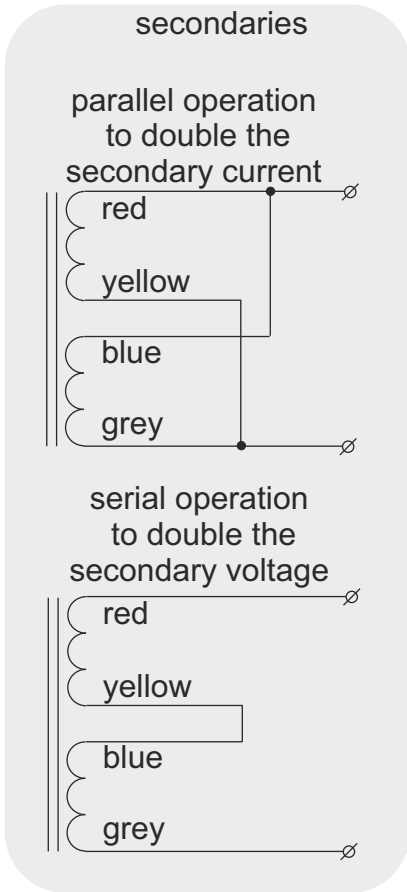 secondaries
parallel operation
to double the
secondary current
red
yellow
blue
grey
serial operation
to double the
secondary voltage
red
yellow
blue
grey